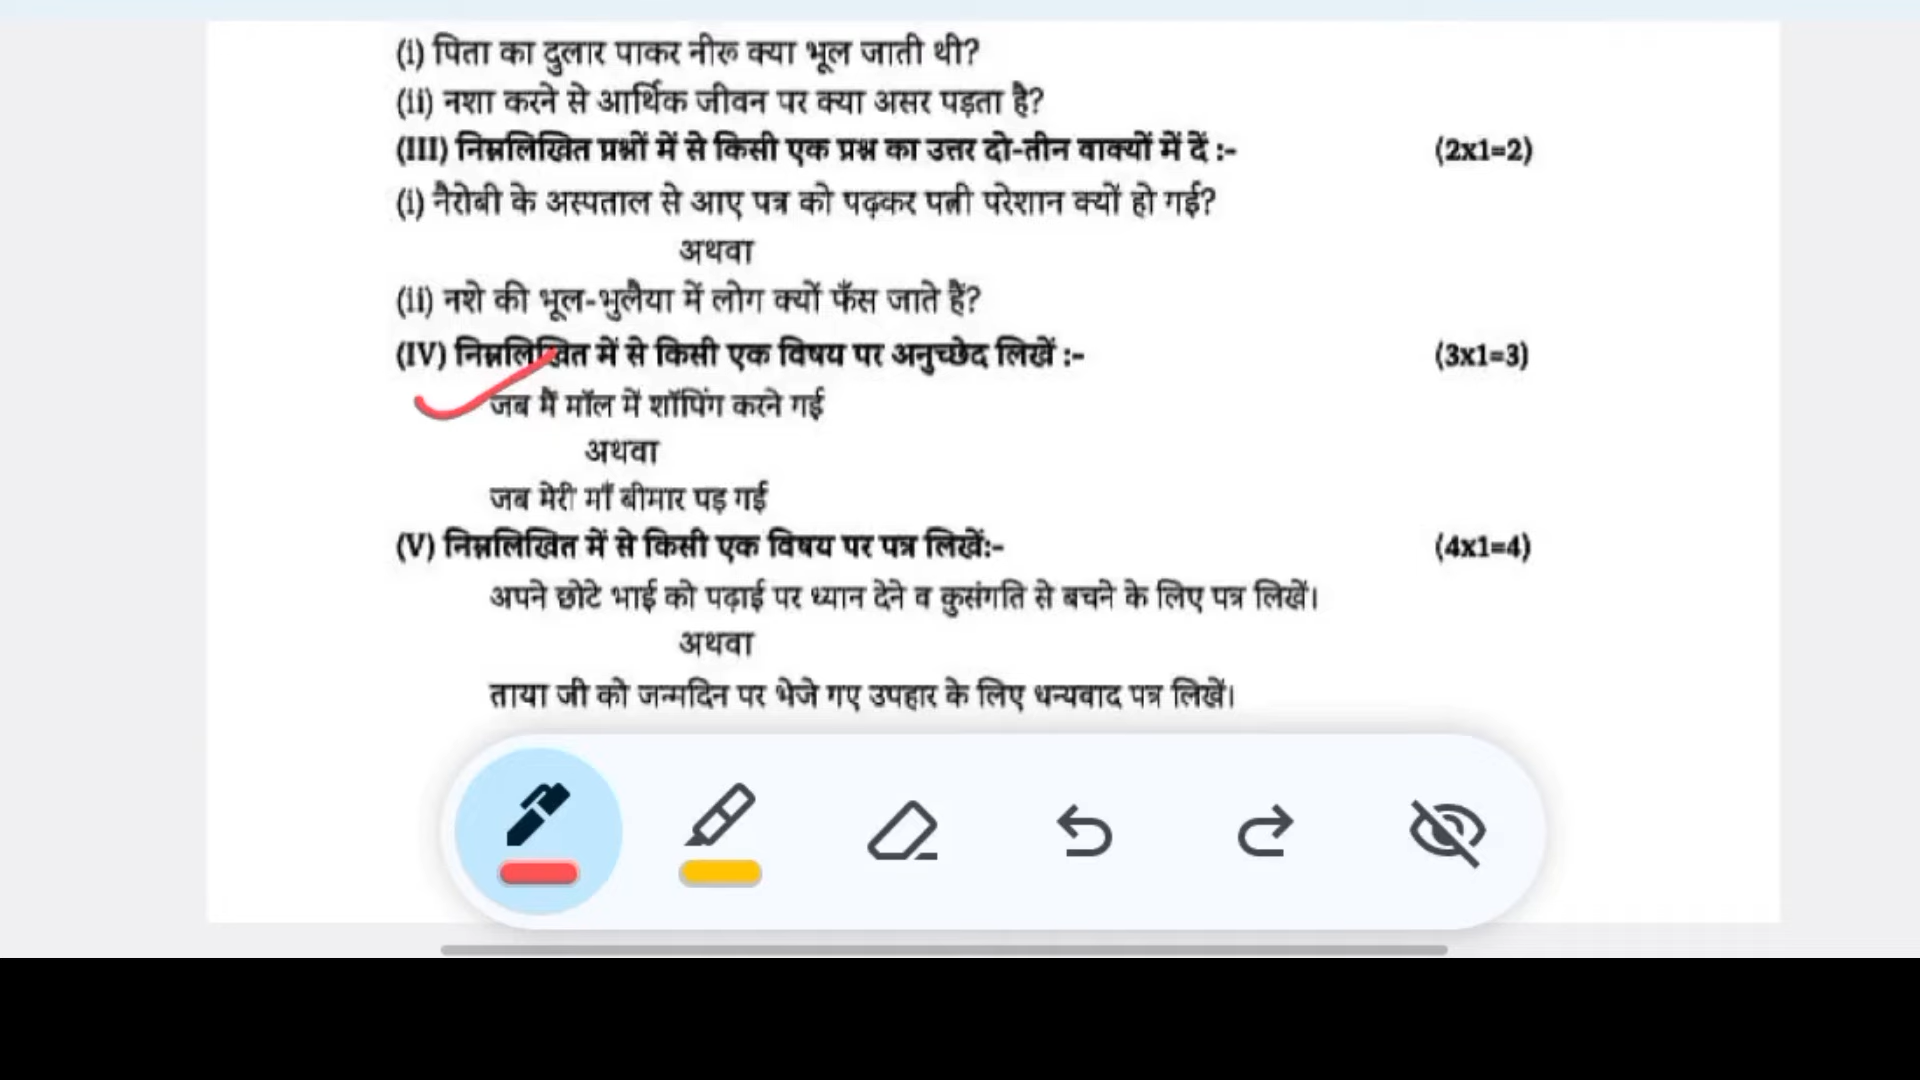 (i) पिता का दुलार पाकर नीरू क्या भूल जाती थी?
(ii) नशा करने से आर्थिक जीवन पर क्या असर पड़ता है?
(III) निम्नलिखित प्रश्नों में से किसी एक प्रश्न का उत्तर दो-तीन वाक्यों में दें :- (2x1=2)
(i) नैरोबी के अस्पताल से आए पत्र को पढ़कर पत्नी परेशान क्यों हो गई?
अथवा
(ii) नशे की भूल-भुलैया में लोग क्यों फँस जाते हैं?
(IV) निम्नलिखित में से किसी एक विषय पर अनुच्छेद लिखें :- (3x1=3)
जब मैं मॉल में शॉपिंग करने गई
अथवा
जब मेरी माँ बीमार पड़ गई
(V) निम्नलिखित में से किसी एक विषय पर पत्र लिखें:- (4x1=4)
अपने छोटे भाई को पढ़ाई पर ध्यान देने व कुसंगति से बचने के लिए पत्र लिखें।
अथवा
ताया जी को जन्मदिन पर भेजे गए उपहार के लिए धन्यवाद पत्र लिखें।